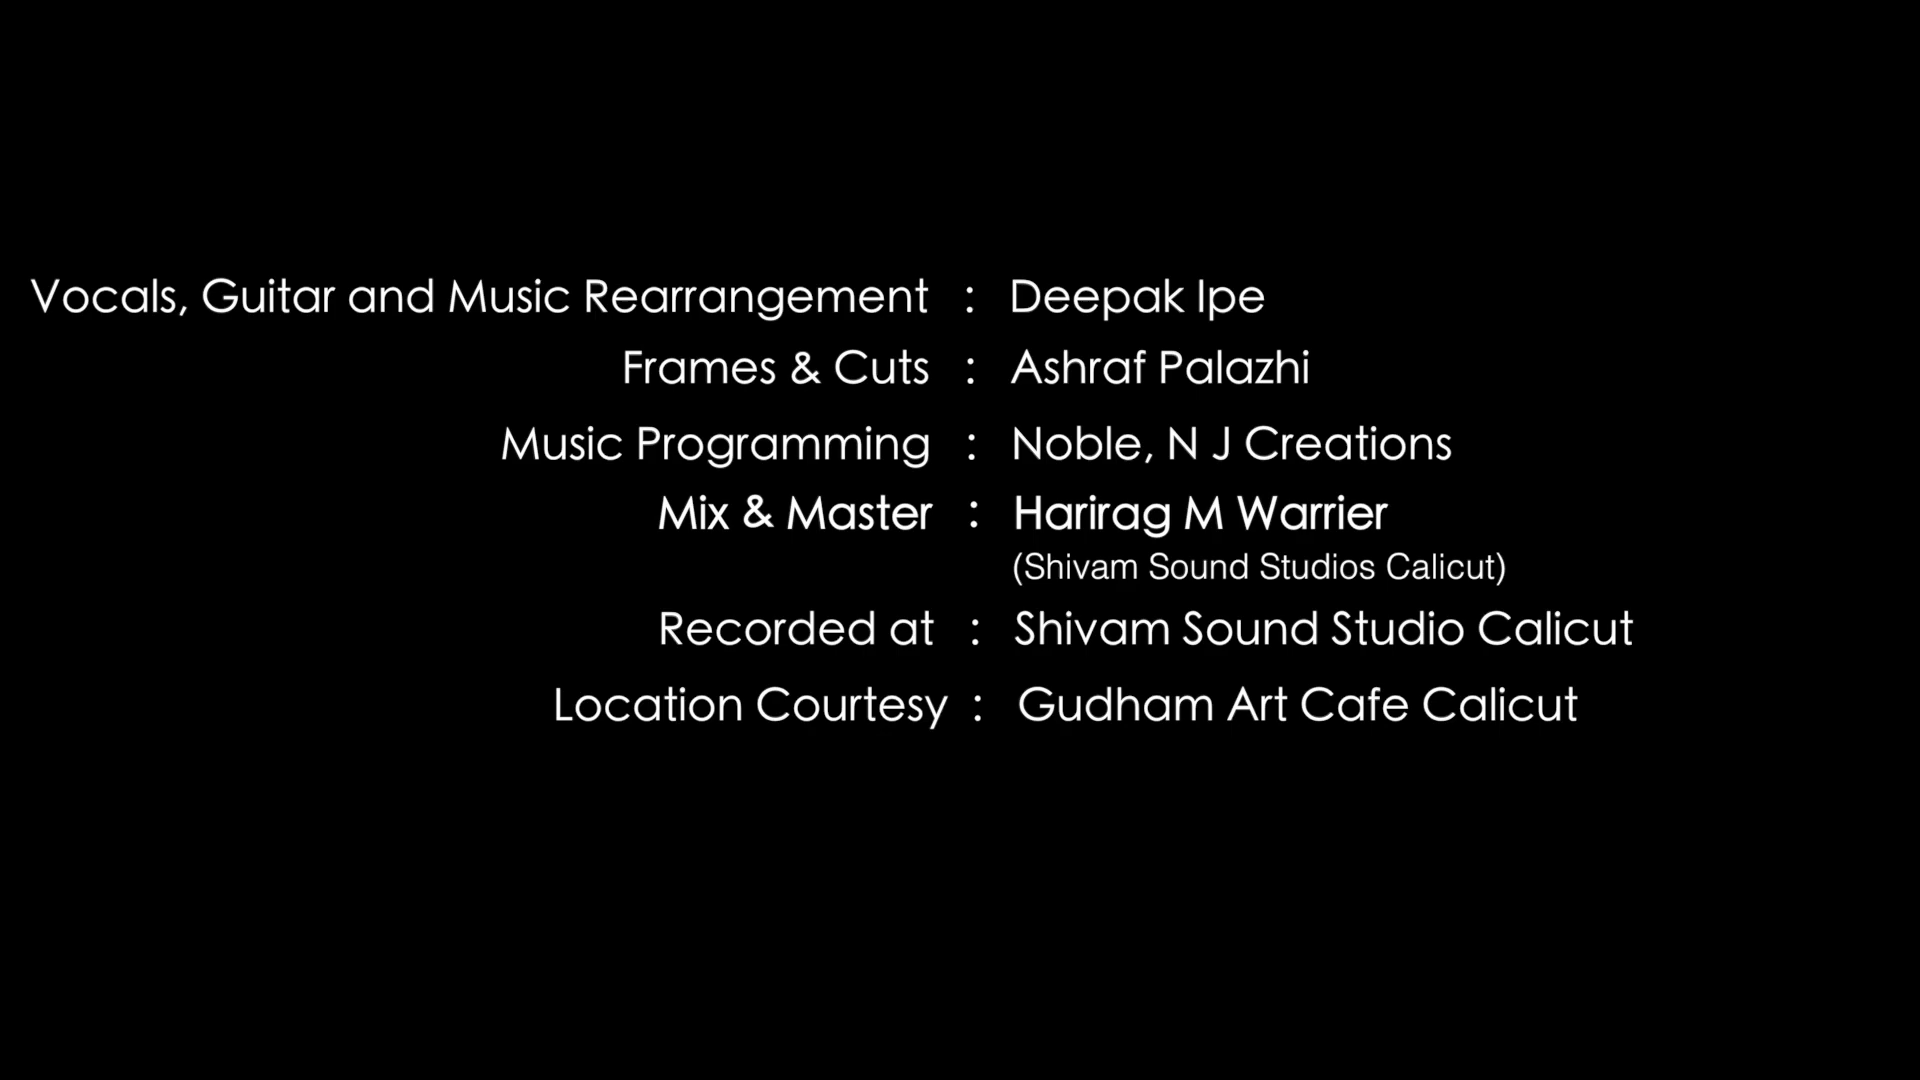 Vocals, Guitar and Music Rearrangement : Deepak Ipe
Frames & Cuts : Ashraf Palazhi
Music Programming : Noble, N J Creations
Mix & Master : Harirag M Warrier
(Shivam Sound Studios Calicut)
Recorded at : Shivam Sound Studio Calicut
Location Courtesy : Gudham Art Cafe Calicut